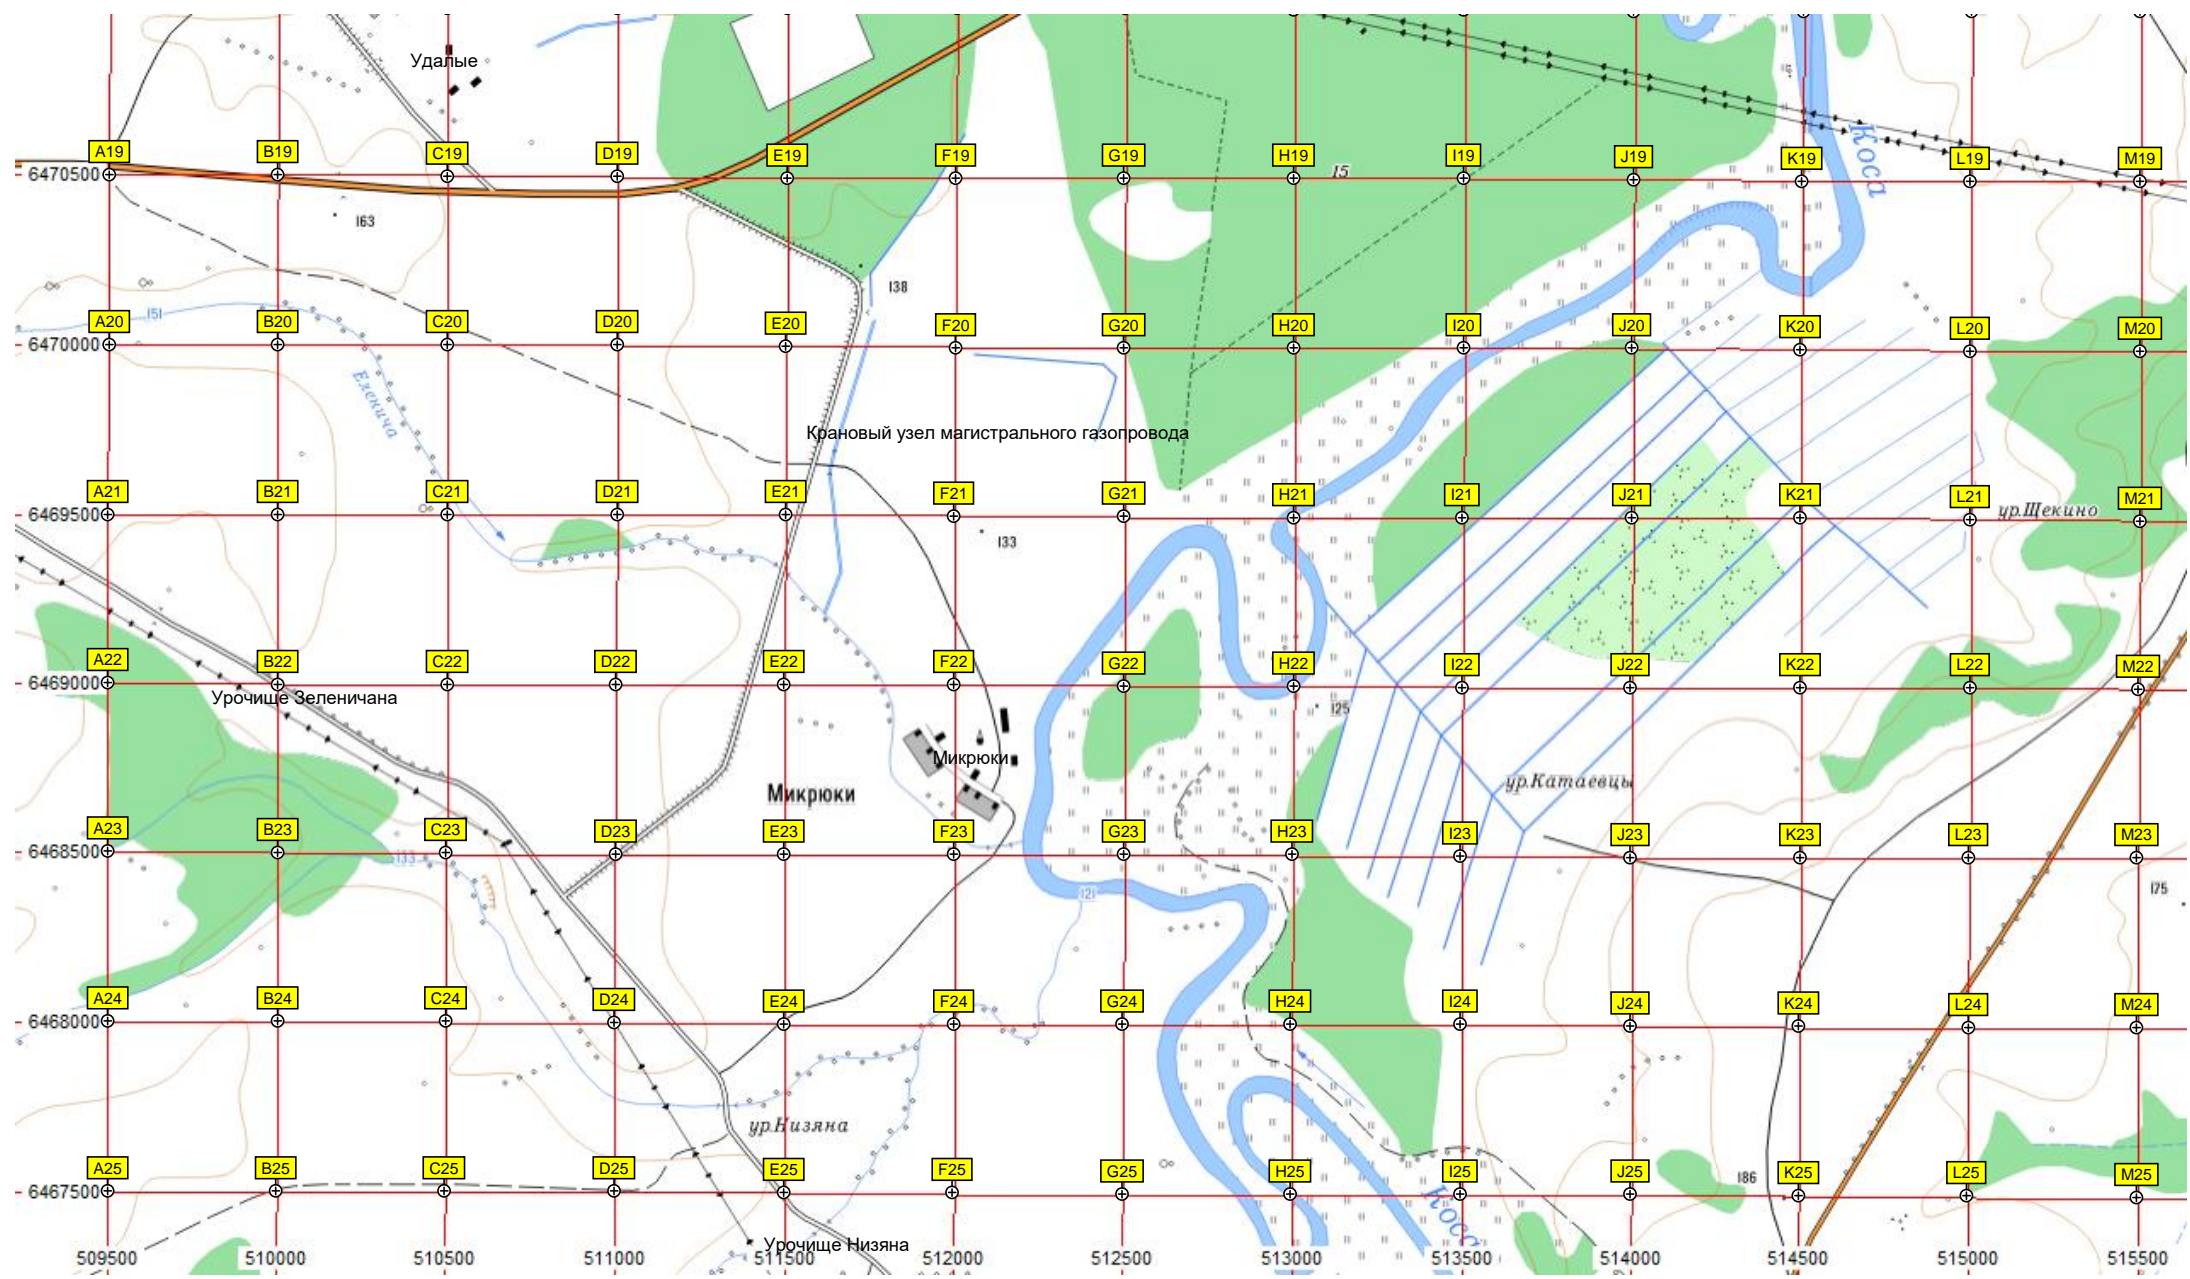 Удалые
Коса
A19 B19 C19 D19 E19 F19 G19 H19 I19 J19 K19 L19 M19
6470500
15
163
138
151
A20 B20 C20 D20 E20 F20 G20 H20 I20 J20 K20 L20 M20
6470000
Еленича
Крановый узел магистрального газопровода
A21 B21 C21 D21 E21 F21 G21 H21 I21 J21 K21 L21 M21
6469500
ур.Щекино
133
A22 B22 C22 D22 E22 F22 G22 H22 I22 J22 K22 L22 M22
6469000
Урочище Зеленичана
125
Микрюки
ур.Катаевцы
Микрюки
A23 B23 C23 D23 E23 F23 G23 H23 I23 J23 K23 L23 M23
6468500
133
121
175
A24 B24 C24 D24 E24 F24 G24 H24 I24 J24 K24 L24 M24
6468000
ур.Низяна
A25 B25 C25 D25 E25 F25 G25 H25 I25 J25 K25 L25 M25
6467500
186
Коса
Урочище Низяна
509500 510000 510500 511000 511500 512000 512500 513000 513500 514000 514500 515000 515500